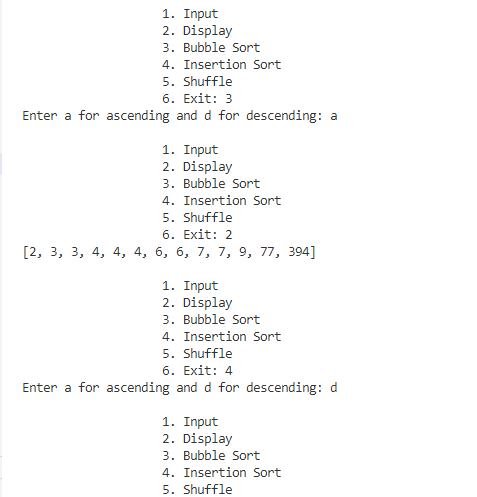 1. Input
2. Display
3. Bubble Sort
4. Insertion Sort
5. Shuffle
6. Exit: 3
Enter a for ascending and d for descending: a
1. Input
2. Display
3. Bubble Sort
4. Insertion Sort
5. Shuffle
6. Exit: 2
[2, 3, 3, 4, 4, 4, 6, 6, 7, 7, 9, 77, 394]
1. Input
2. Display
3. Bubble Sort
4. Insertion Sort
5. Shuffle
6. Exit: 4
Enter a for ascending and d for descending: d
1. Input
2. Display
3. Bubble Sort
4. Insertion Sort
5. Shuffle